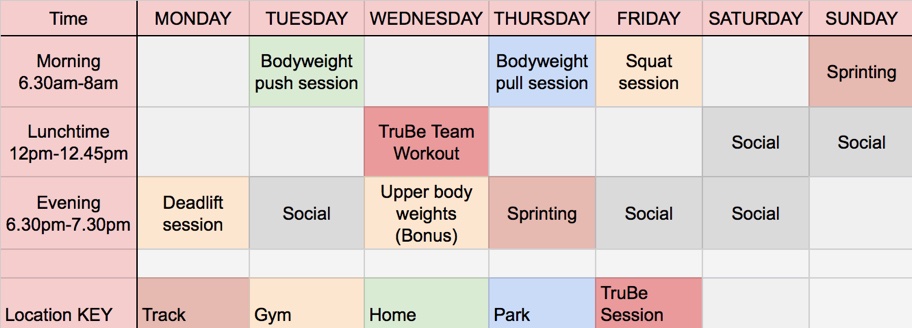 Time MONDAY TUESDAY WEDNESDAY THURSDAY FRIDAY SATURDAY SUNDAY
Morning
6.30am-8am
Bodyweight
push session
Bodyweight
pull session
Squat
session
Sprinting
Lunchtime
12pm-12.45pm
TruBe Team
Workout
Social
Social
Evening
6.30pm-7.30pm
Deadlift
session
Social
Upper body
weights
(Bonus)
Sprinting
Social
Social
Location KEY
Track
Gym
Home
Park
TruBe
Session